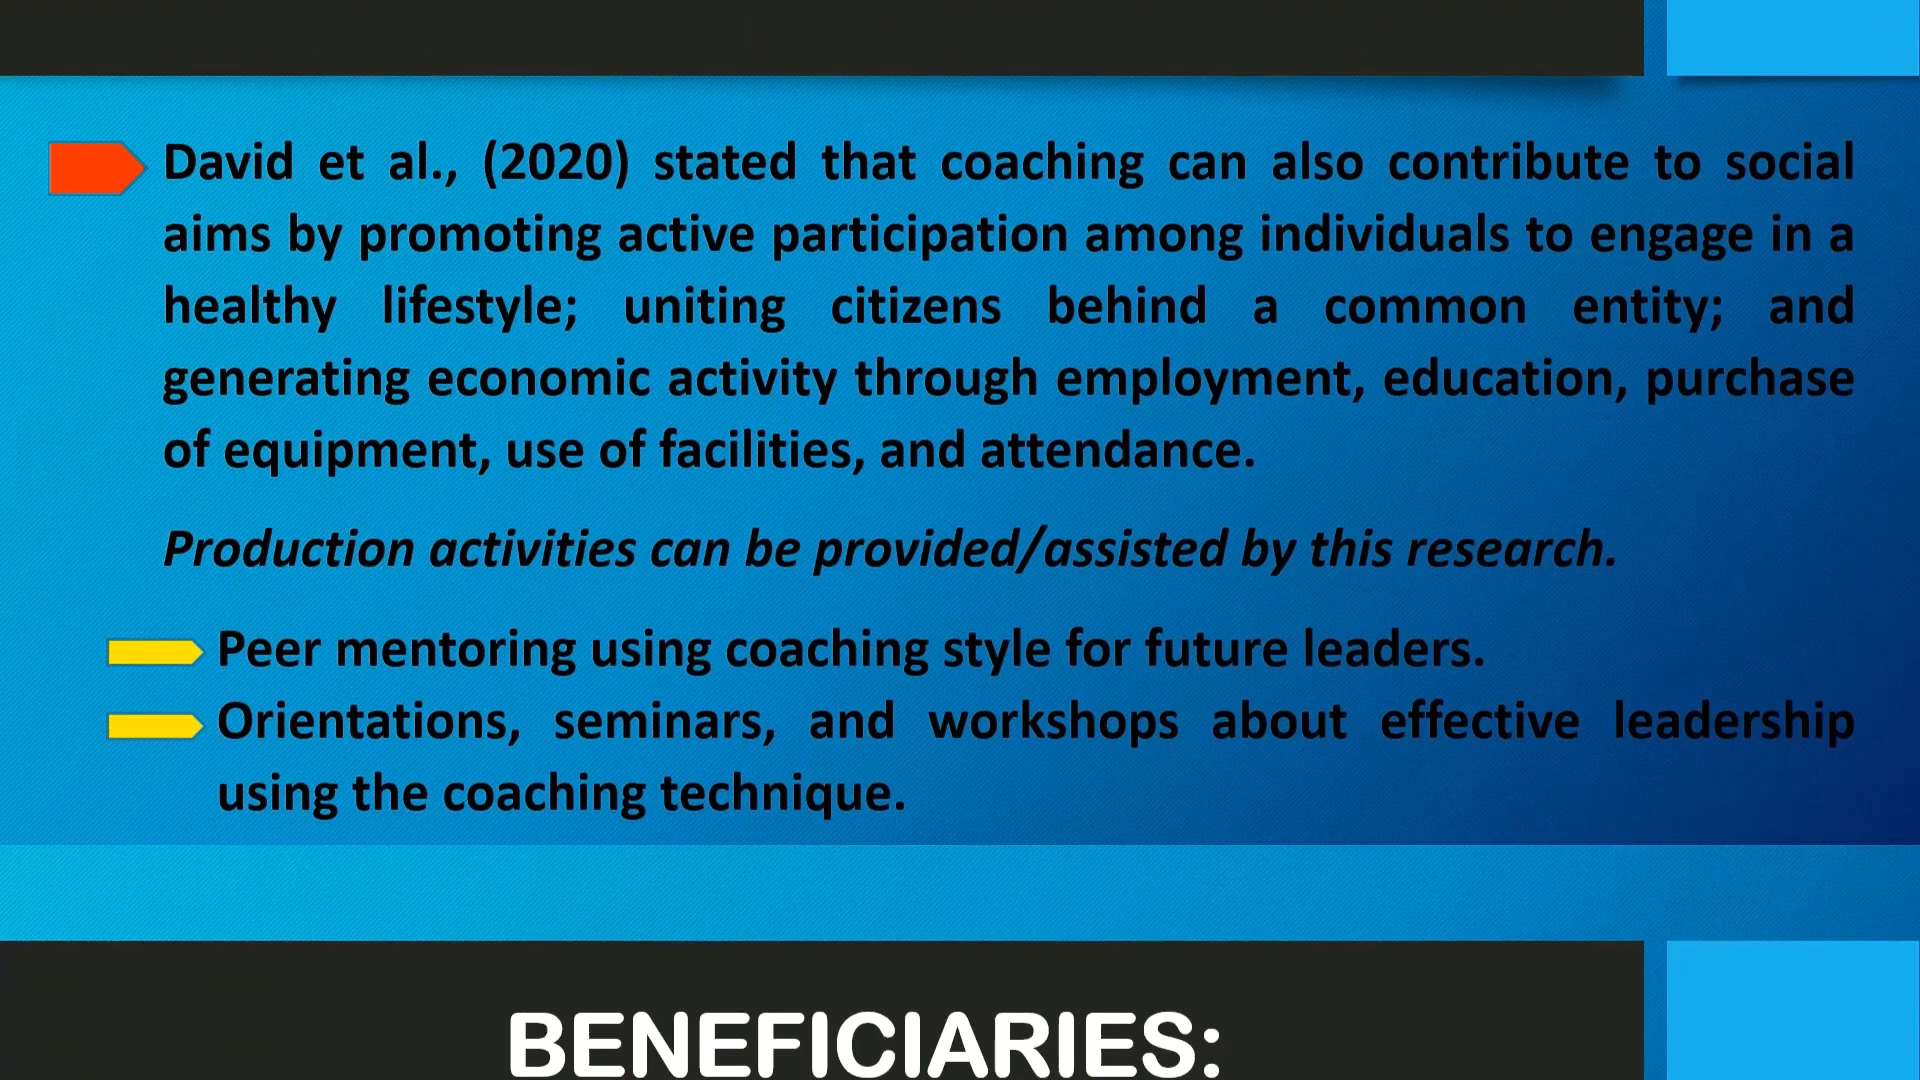 David et al., (2020) stated that coaching can also contribute to social
aims by promoting active participation among individuals to engage in a
healthy lifestyle; uniting citizens behind a common entity; and
generating economic activity through employment, education, purchase
of equipment, use of facilities, and attendance.
Production activities can be provided/assisted by this research.
Peer mentoring using coaching style for future leaders.
Orientations, seminars, and workshops about effective leadership
using the coaching technique.
BENEFICIARIES: